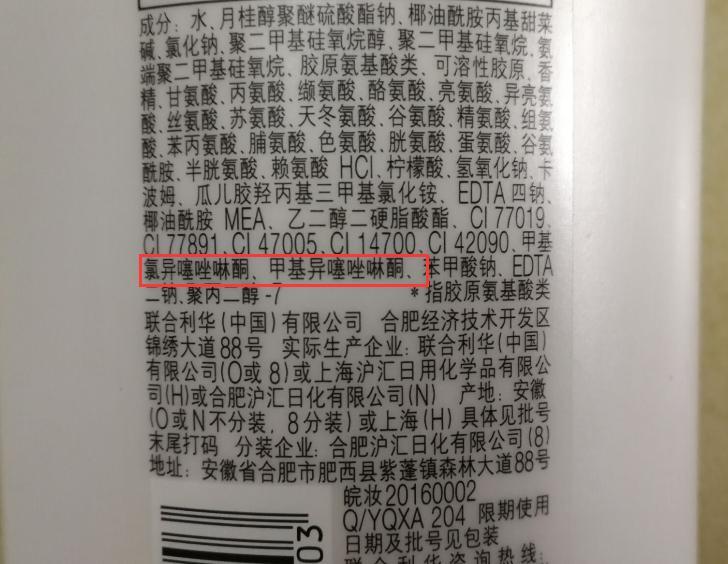 成分：水、月桂醇聚醚硫酸酯钠、椰油酰胺丙基甜菜
碱、氯化钠、聚二甲基硅氧烷醇、聚二甲基硅氧烷、氨
端聚二甲基硅氧烷、胶原氨基酸类、可溶性胶原、香
精、甘氨酸、丙氨酸、缬氨酸、酪氨酸、亮氨酸、异亮氨
酸、丝氨酸、苏氨酸、天冬氨酸、谷氨酸、精氨酸、组氨
酸、苯丙氨酸、脯氨酸、色氨酸、胱氨酸、蛋氨酸、谷氨
酰胺、半胱氨酸、赖氨酸 HCl、柠檬酸、氢氧化钠、卡
波姆、瓜儿胶羟丙基三甲基氯化铵、EDTA 四钠、
椰油酰胺 MEA、乙二醇二硬脂酸酯、CI 77019、
CI 77891、CI 47005、CI 14700、CI 42090、甲基
氯异噻唑啉酮、甲基异噻唑啉酮、苯甲酸钠、EDTA
二钠、聚丙二醇-7 *指胶原氨基酸类
联合利华(中国)有限公司 合肥经济技术开发区
锦绣大道88号 实际生产企业：联合利华(中国)
有限公司(O或 8)或上海沪汇日用化学品有限公
司(H)或合肥沪汇日化有限公司(N) 产地：安徽
(O或N不分装，8分装)或上海(H) 具体见批号
末尾打码 分装企业：合肥沪汇日化有限公司(8)
地址：安徽省合肥市肥西县紫蓬镇森林大道88号
皖妆20160002
Q/YQXA 204 限期使用
日期及批号见包装
联合利华咨询热线：
03